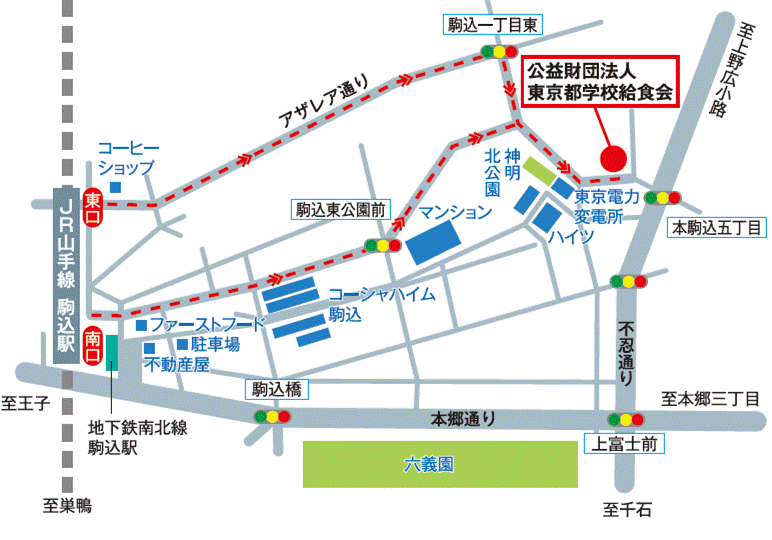 駒込一丁目東
公益財団法人
東京都学校給食会
至上野広小路
アザレア通り
コーヒー
ショップ
東口
JR山手線 駒込駅
駒込東公園前
マンション
神明
北公園
東京電力
変電所
ハイツ
本駒込五丁目
コーシャハイム
駒込
ファーストフード
駐車場
不動産屋
南口
不忍通り
至王子
地下鉄南北線
駒込駅
駒込橋
本郷通り
至本郷三丁目
上富士前
六義園
至巣鴨
至千石